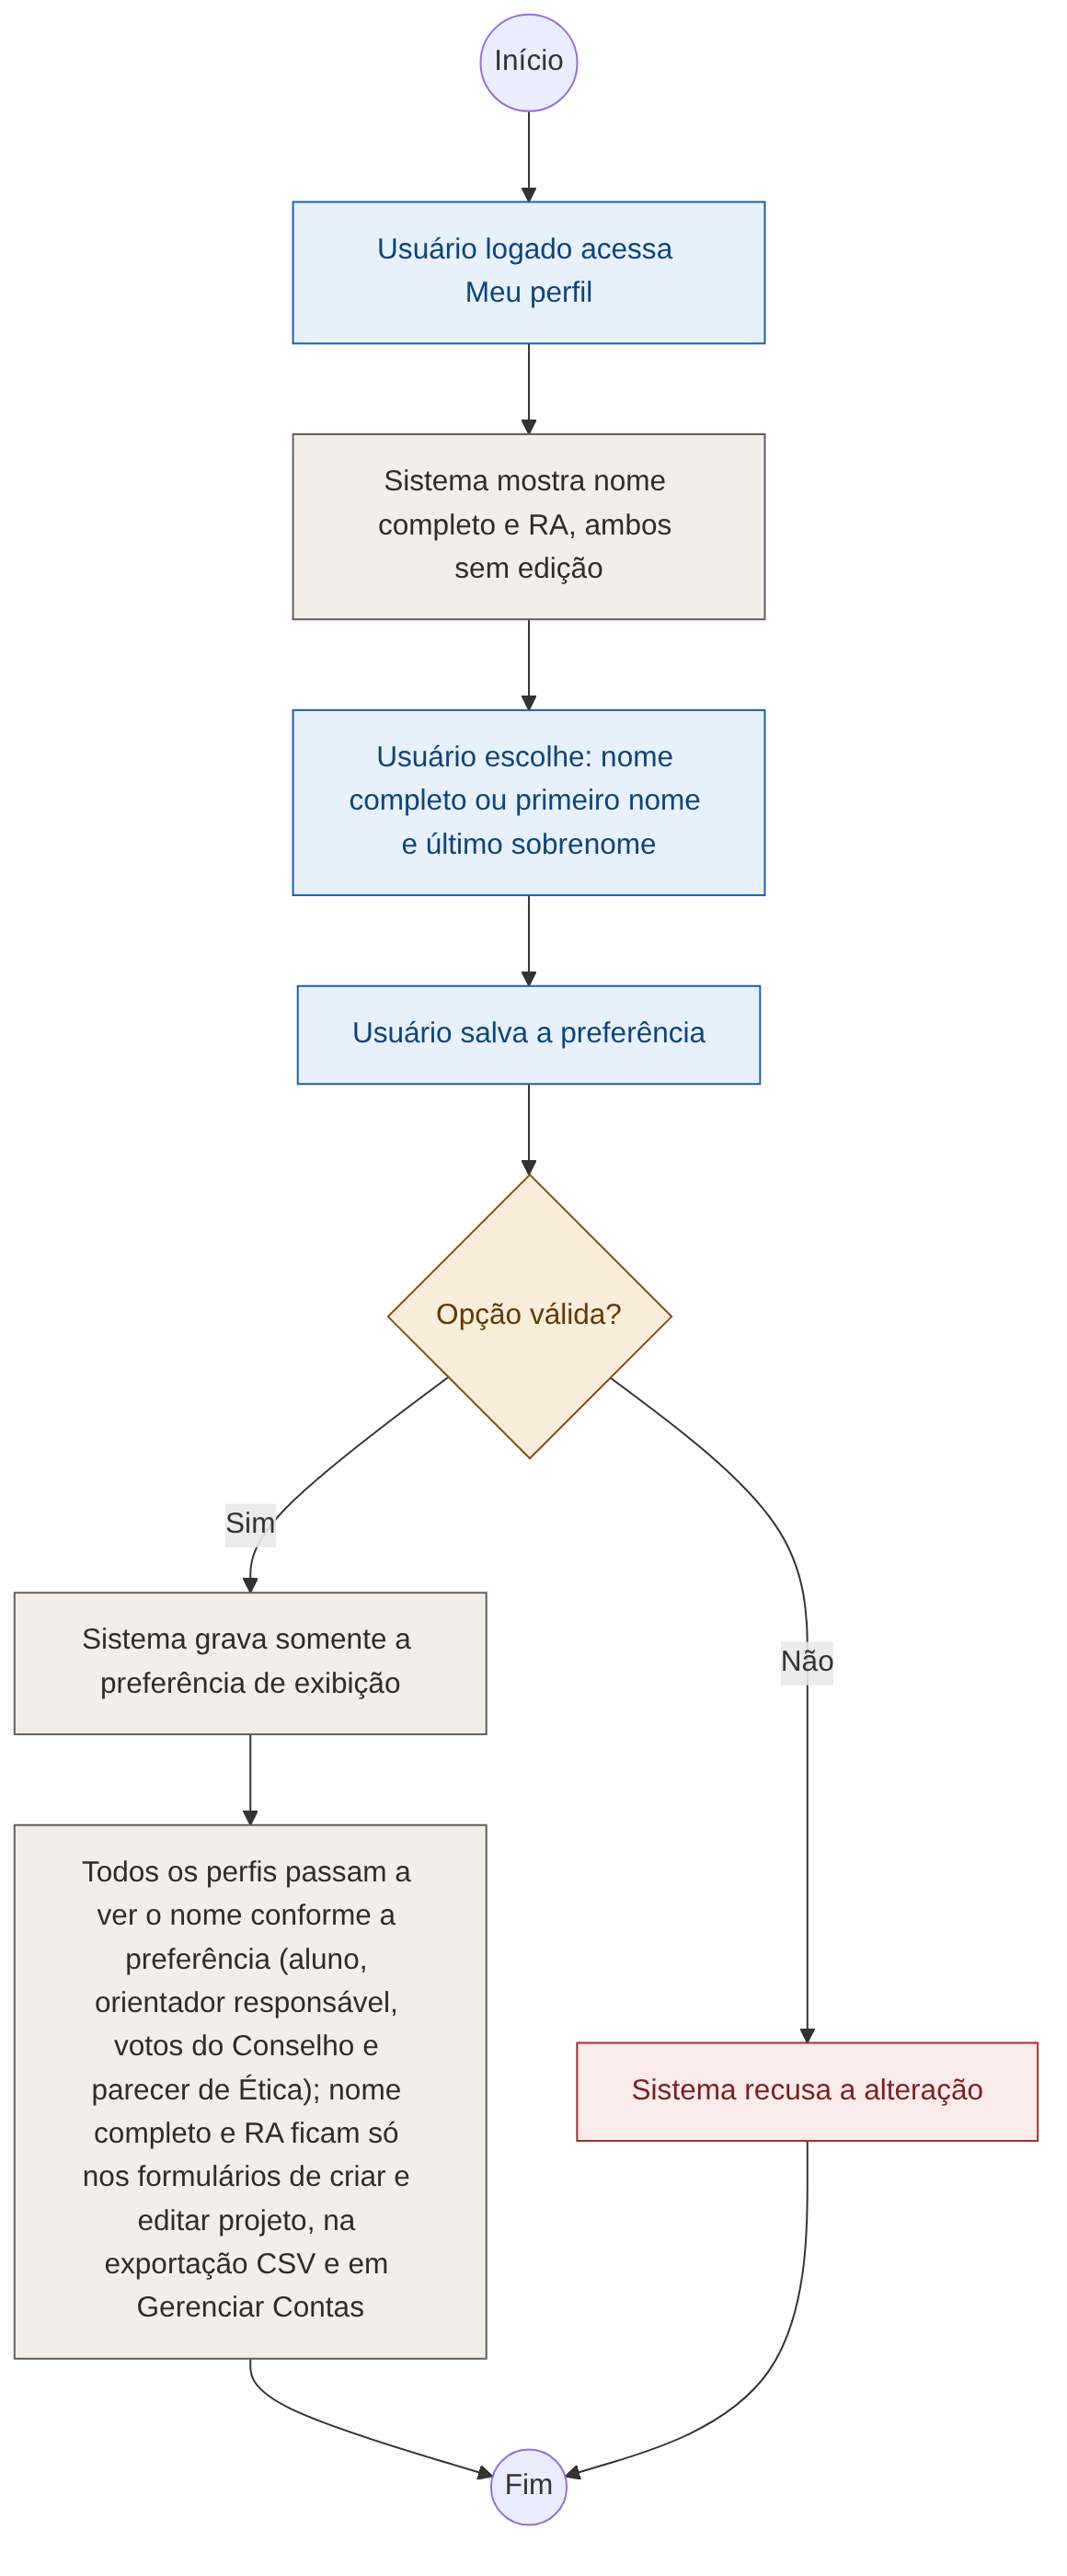 Início
Usuário logado acessa
Meu perfil
Sistema mostra nome
completo e RA, ambos
sem edição
Usuário escolhe: nome
completo ou primeiro nome
e último sobrenome
Usuário salva a preferência
Opção válida?
Sim
Sistema grava somente a
preferência de exibição
Não
Todos os perfis passam a
ver o nome conforme a
preferência (aluno,
orientador responsável,
votos do Conselho e
parecer de Ética); nome
completo e RA ficam só
nos formulários de criar e
editar projeto, na
exportação CSV e em
Gerenciar Contas
Sistema recusa a alteração
Fim